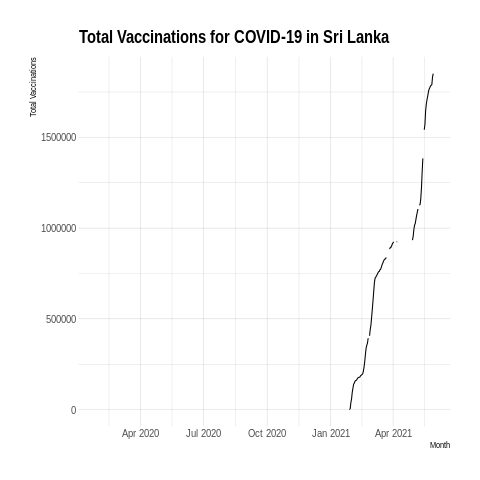 Total Vaccinations for COVID-19 in Sri Lanka
Total Vaccinations
1500000
1000000
500000
0
Apr 2020 Jul 2020 Oct 2020 Jan 2021 Apr 2021
Month